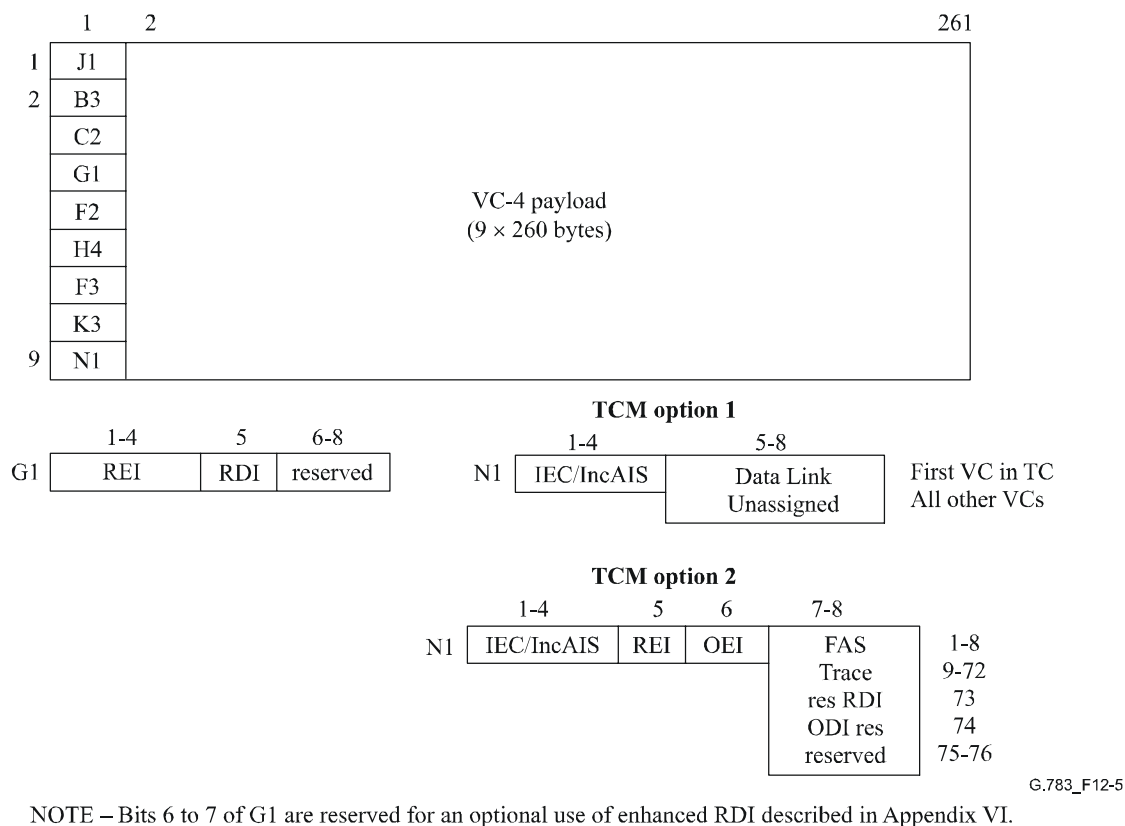 1 2 261
1 J1
2 B3
C2
G1
F2
H4
F3
K3
9 N1
VC-4 payload
(9 × 260 bytes)
TCM option 1
1-4 5 6-8
G1 REI RDI reserved
1-4 5-8
N1 IEC/IncAIS Data Link First VC in TC
Unassigned All other VCs
TCM option 2
1-4 5 6 7-8
N1 IEC/IncAIS REI OEI FAS 1-8
Trace 9-72
res RDI 73
ODI res 74
reserved 75-76
G.783_F12-5
NOTE – Bits 6 to 7 of G1 are reserved for an optional use of enhanced RDI described in Appendix VI.